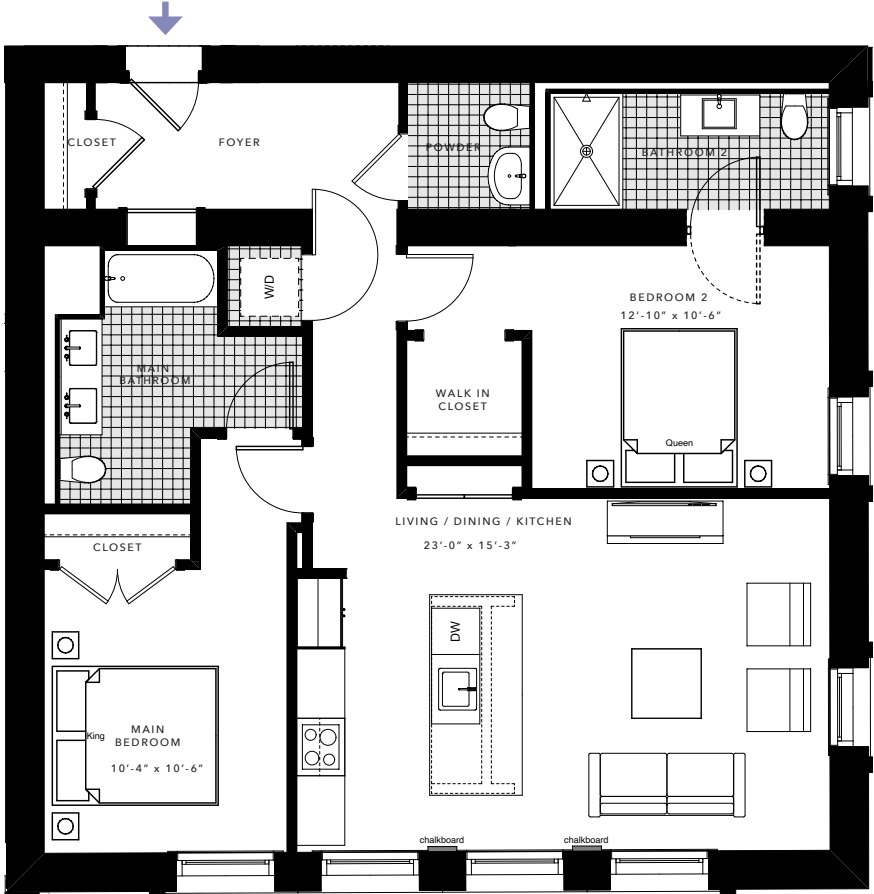 CLOSET
FOYER
POWDER
BATHROOM 2
W/D
BEDROOM 2
12'-10" x 10'-6"
MAIN
BATHROOM
WALK IN
CLOSET
Queen
LIVING / DINING / KITCHEN
23'-0" x 15'-3"
CLOSET
DW
MAIN
BEDROOM
King
10'-4" x 10'-6"
chalkboard
chalkboard